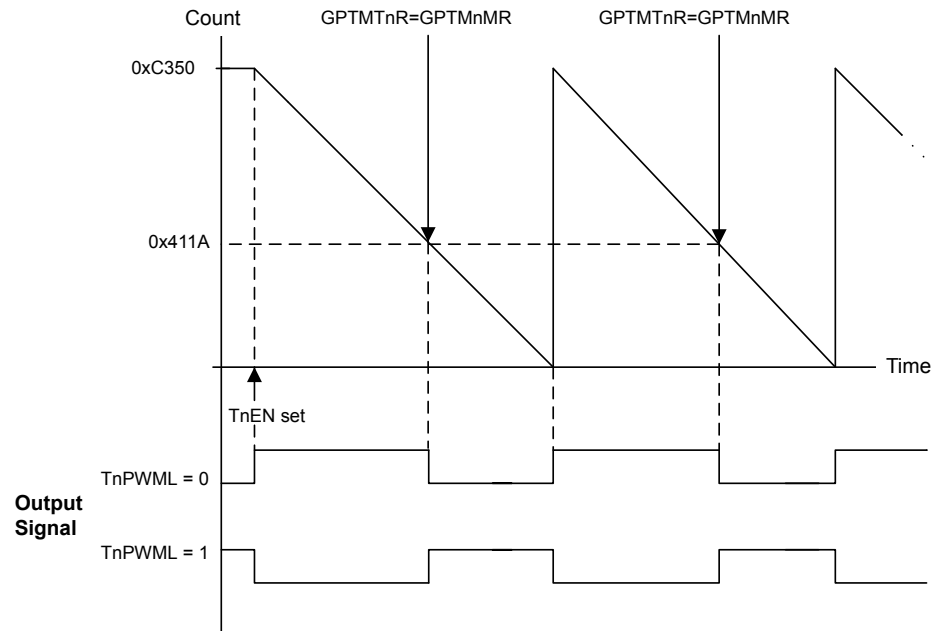 Count
GPTMTnR=GPTMnMR
GPTMTnR=GPTMnMR
0xC350
0x411A
Time
TnEN set
TnPWML = 0
Output
Signal
TnPWML = 1